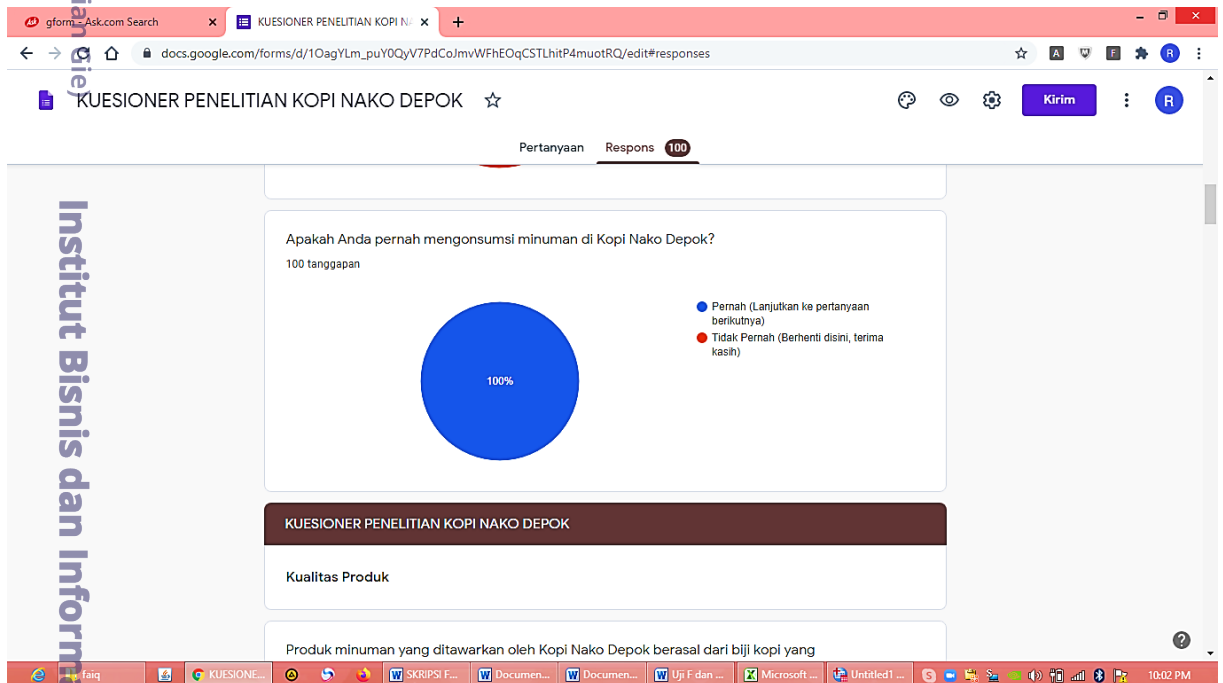 gform - Ask.com Search
KUESIONER PENELITIAN KOPI N
docs.google.com/forms/d/1OagYLm_puY0QyV7PdCoJmvWFhEOqCSTLhitP4muotRQ/edit#responses
KUESIONER PENELITIAN KOPI NAKO DEPOK
Kirim
R
Pertanyaan
Respons 100
Apakah Anda pernah mengonsumsi minuman di Kopi Nako Depok?
100 tanggapan
100%
Pernah (Lanjutkan ke pertanyaan
berikutnya)
Tidak Pernah (Berhenti disini, terima
kasih)
KUESIONER PENELITIAN KOPI NAKO DEPOK
Kualitas Produk
Produk minuman yang ditawarkan oleh Kopi Nako Depok berasal dari biji kopi yang
ian Gie)
Institut Bisnis dan Inform
faiq
KUESIONE...
SKRIPSI F...
Documen...
Documen...
Uji F dan ...
Microsoft ...
Untitled1 ...
10:02 PM